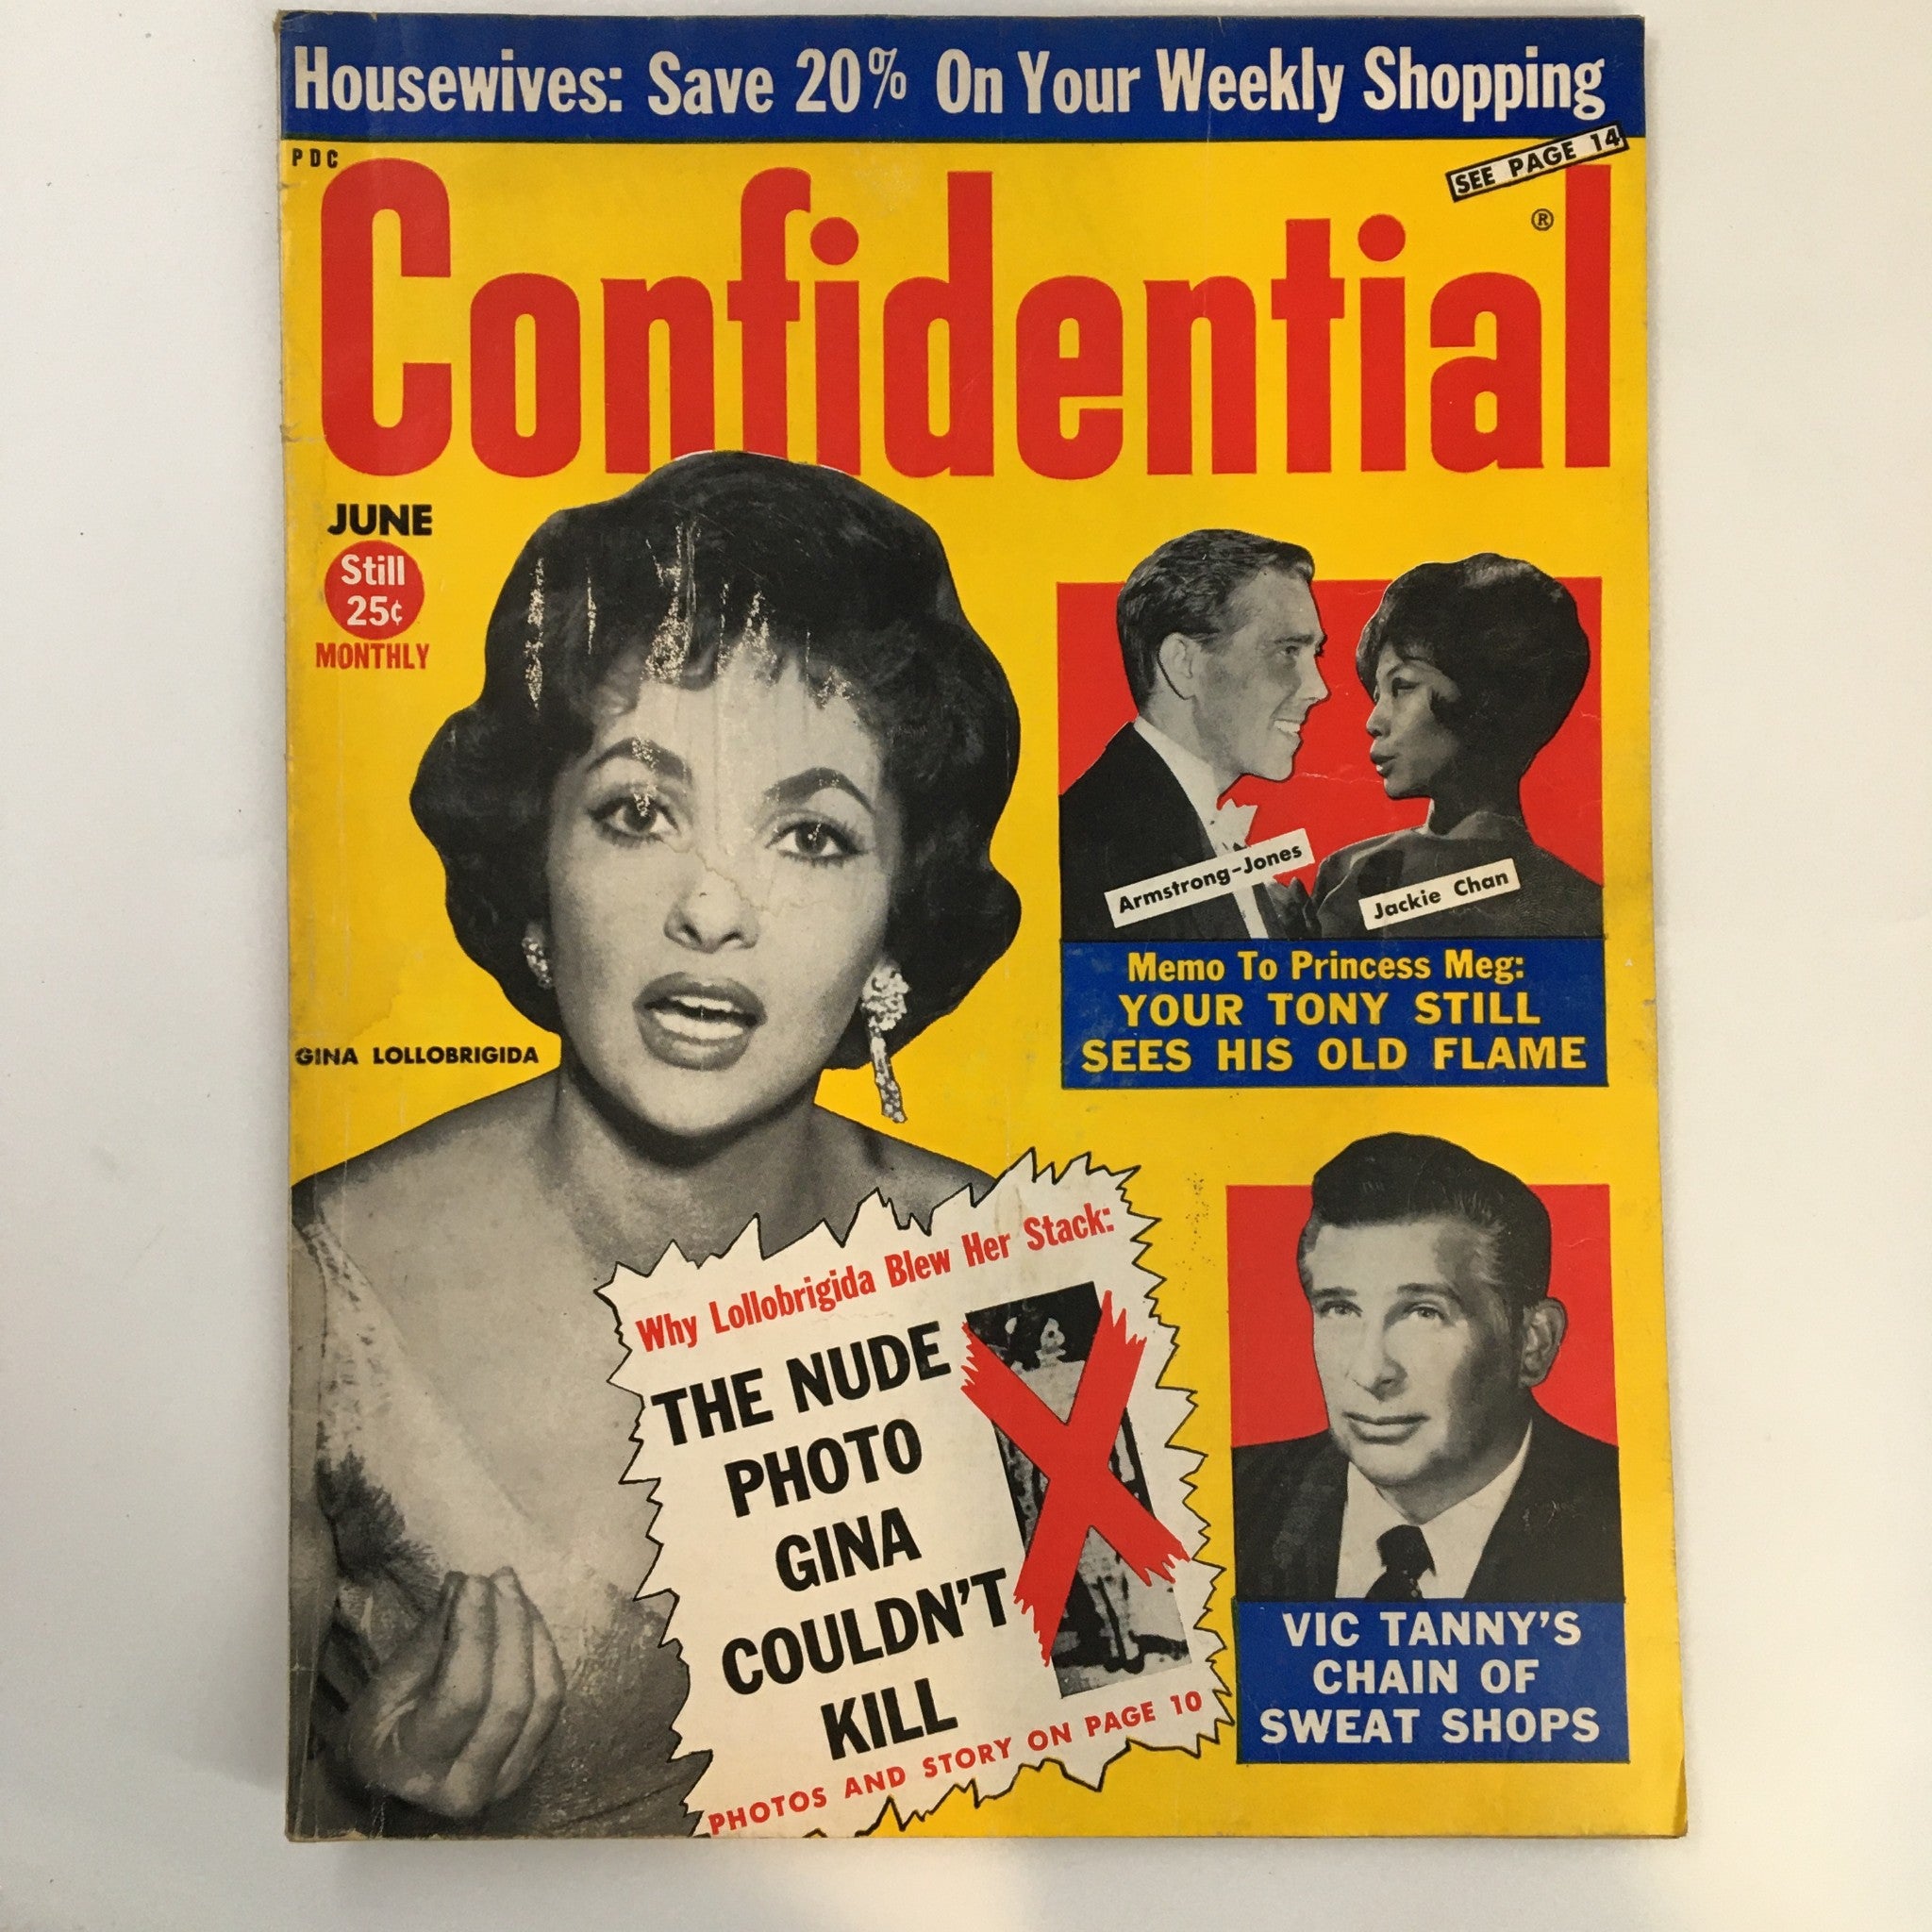 Housewives: Save 20% On Your Weekly Shopping
SEE PAGE 14
PDC
Confidential
®
JUNE
Still
25¢
MONTHLY
GINA LOLLOBRIGIDA
Armstrong-Jones
Jackie Chan
Memo To Princess Meg:
YOUR TONY STILL
SEES HIS OLD FLAME
Why Lollobrigida Blew Her Stack:
THE NUDE
PHOTO
GINA
COULDN'T
KILL
PHOTOS AND STORY ON PAGE 10
VIC TANNY'S
CHAIN OF
SWEAT SHOPS